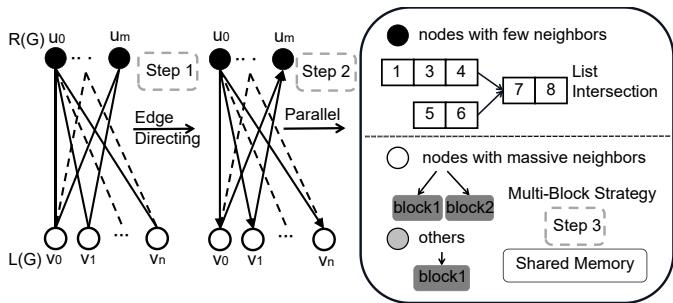 R(G)
u0
...
um
Step 1
u0
...
um
Step 2
Edge
Directing
Parallel
L(G)
v0
v1
...
vn
v0
v1
...
vn
nodes with few neighbors
1 3 4
5 6
7 8
List
Intersection
nodes with massive neighbors
block1 block2
Multi-Block Strategy
Step 3
others
block1
Shared Memory